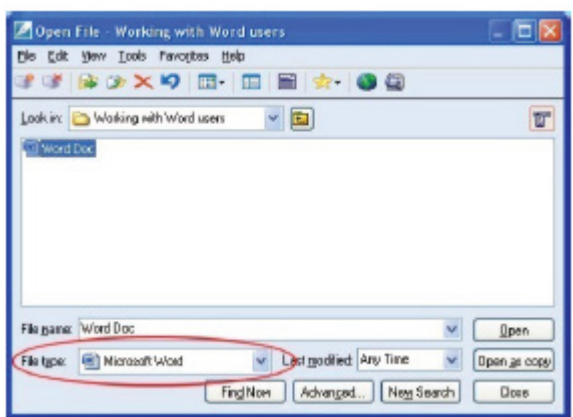 Open File - Working with Word users
File Edit View Tools Favorites Help
Look in: Working with Word users
Word Doc
File name: Word Doc Open
File type: Microsoft Word Last modified: Any Time Open as copy
Find Now Advanced... New Search Close